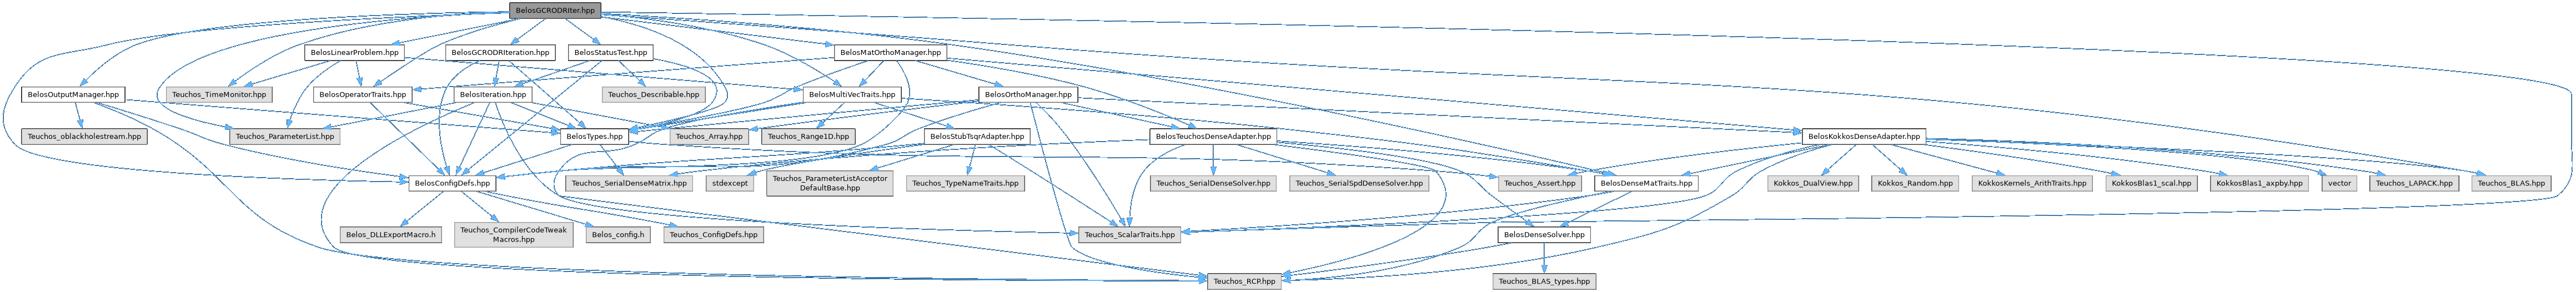 BelosGCRODRIter.hpp
BelosLinearProblem.hpp
BelosGCRODRIteration.hpp
BelosStatusTest.hpp
BelosMatOrthoManager.hpp
BelosOutputManager.hpp
Teuchos_TimeMonitor.hpp
BelosOperatorTraits.hpp
BelosIteration.hpp
Teuchos_Describable.hpp
BelosMultiVecTraits.hpp
BelosOrthoManager.hpp
Teuchos_oblackholestream.hpp
Teuchos_ParameterList.hpp
BelosTypes.hpp
Teuchos_Array.hpp
Teuchos_Range1D.hpp
BelosStubTsqrAdapter.hpp
BelosTeuchosDenseAdapter.hpp
BelosKokkosDenseAdapter.hpp
BelosConfigDefs.hpp
Teuchos_SerialDenseMatrix.hpp
stdexcept
Teuchos_ParameterListAcceptor
DefaultBase.hpp
Teuchos_TypeNameTraits.hpp
Teuchos_SerialDenseSolver.hpp
Teuchos_SerialSpdDenseSolver.hpp
Teuchos_Assert.hpp
BelosDenseMatTraits.hpp
Kokkos_DualView.hpp
Kokkos_Random.hpp
KokkosKernels_ArithTraits.hpp
KokkosBlas1_scal.hpp
KokkosBlas1_axpby.hpp
vector
Teuchos_LAPACK.hpp
Teuchos_BLAS.hpp
Belos_DLLExportMacro.h
Teuchos_CompilerCodeTweak
Macros.hpp
Belos_config.h
Teuchos_ConfigDefs.hpp
Teuchos_ScalarTraits.hpp
BelosDenseSolver.hpp
Teuchos_RCP.hpp
Teuchos_BLAS_types.hpp